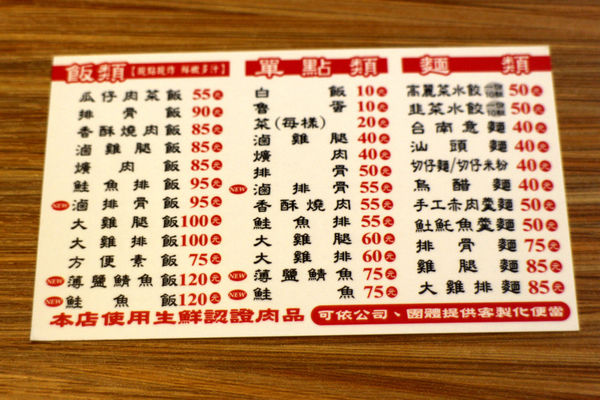 飯類【現點現炸 鮮嫩多汁】
瓜仔肉菜飯 55元
排骨飯 90元
香酥燒肉飯 85元
滷雞腿飯 85元
爌肉飯 85元
鮭魚排飯 95元
NEW 滷排骨飯 95元
大雞腿飯 100元
大雞排飯 100元
方便素飯 75元
NEW 薄鹽鯖魚飯 120元
NEW 鮭魚飯 120元
單點類
白飯 10元
魯蛋 10元
菜(每樣) 20元
滷雞腿 40元
爌肉 40元
排骨 50元
NEW 滷排骨 55元
香酥燒肉 55元
鮭魚排 55元
大雞腿 60元
大雞排 60元
NEW 薄鹽鯖魚 75元
NEW 鮭魚 75元
麵類
高麗菜水餃 50元
韭菜水餃 50元
台南意麵 40元
汕頭麵 40元
切仔麵/切仔米粉 40元
烏醋麵 40元
手工赤肉羹麵 50元
魠魠魚羹麵 50元
排骨麵 75元
雞腿麵 85元
大雞排麵 85元
本店使用生鮮認證肉品
可依公司、團體提供客製化便當